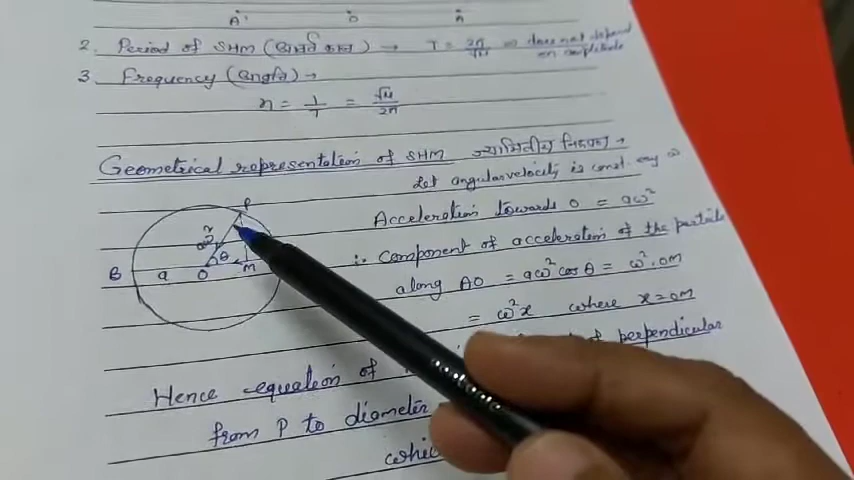 A' O A
2. Period of SHM (आवर्त काल) → T = 2π/√μ ⇒ does not depend on amplitude
3. Frequency (आवृत्ति) →
n = 1/T = √μ/2π
Geometrical representation of SHM ज्यामितीय निरूपण →
Let angular velocity is const. say ω
P
Acceleration towards O = aω²
B a O θ M
∴ Component of acceleration of the particle
along AO = aω² cosθ = ω².OM
= ω²x where x = OM
Hence equation of of perpendicular
from P to diameter